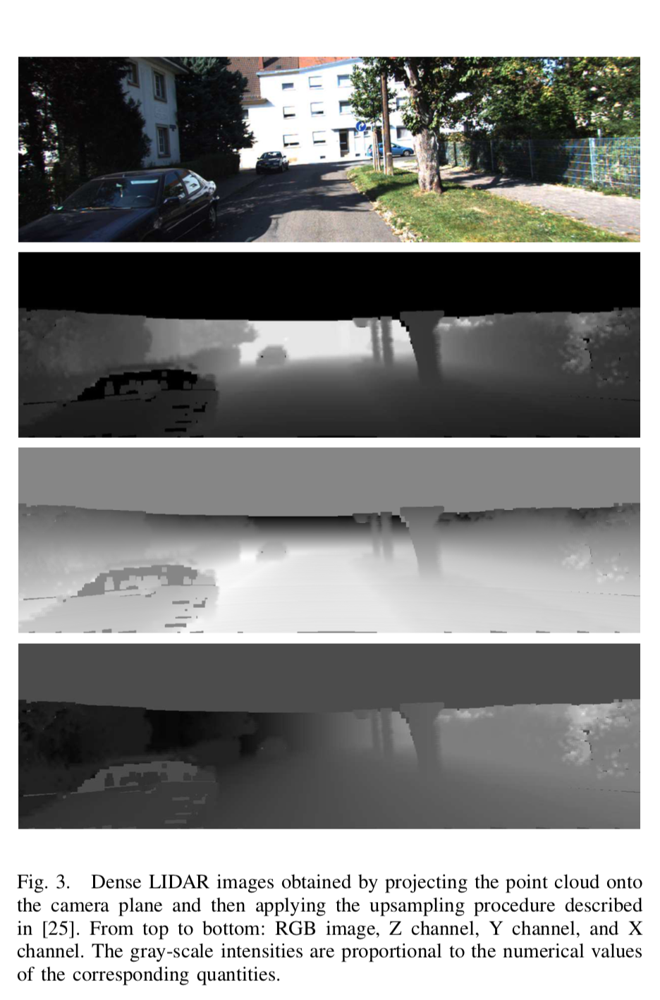 Fig. 3. Dense LIDAR images obtained by projecting the point cloud onto
the camera plane and then applying the upsampling procedure described
in [25]. From top to bottom: RGB image, Z channel, Y channel, and X
channel. The gray-scale intensities are proportional to the numerical values
of the corresponding quantities.